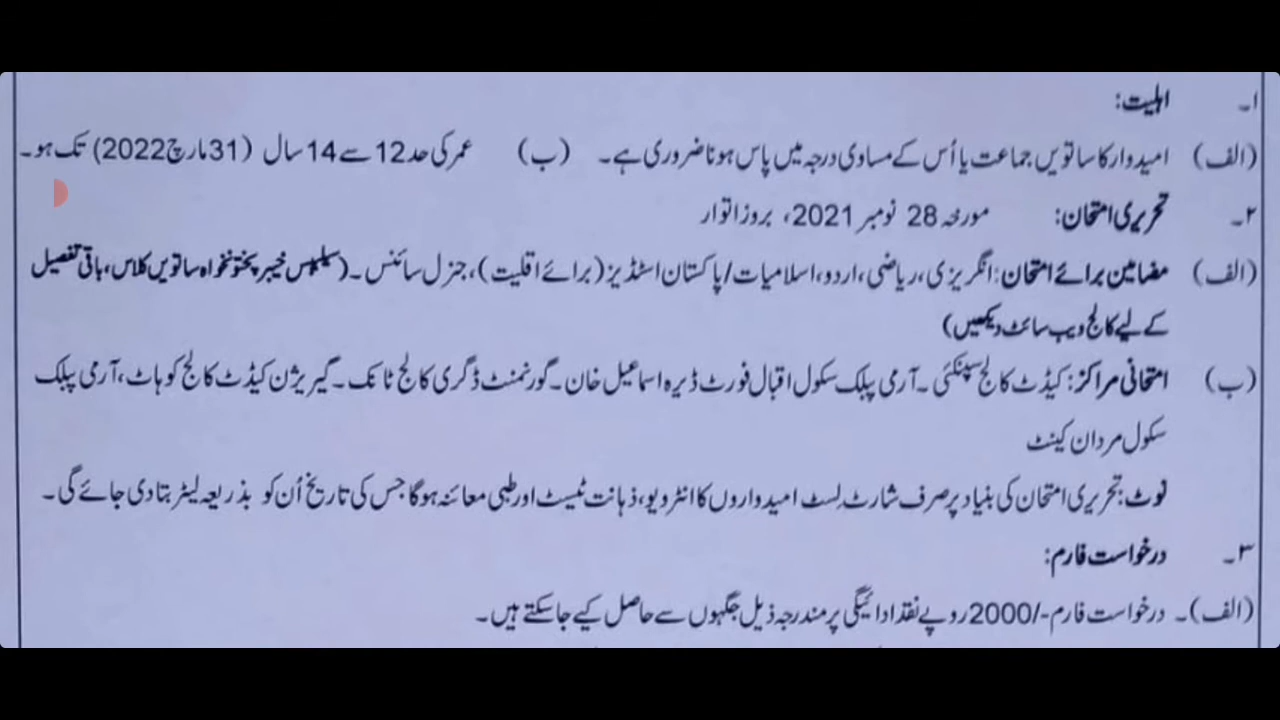 ۱۔ اہلیت:
(الف) امیدوار کا ساتویں جماعت یا اُس کے مساوی درجہ میں پاس ہونا ضروری ہے۔ (ب) عمر کی حد 12 سے 14 سال (31 مارچ 2022) تک ہو۔
۲۔ تحریری امتحان: مورخہ 28 نومبر 2021، بروز اتوار
(الف) مضامین برائے امتحان: انگریزی، ریاضی، اردو، اسلامیات/پاکستان اسٹڈیز (برائے اقلیت)، جنرل سائنس۔ (سلیبس خیبر پختونخواہ ساتویں کلاس، باقی تفصیل
کے لیے کالج ویب سائٹ دیکھیں)
(ب) امتحانی مراکز: کیڈٹ کالج سپنکئی۔ آرمی پبلک سکول اقبال فورٹ ڈیرہ اسماعیل خان۔ گورنمنٹ ڈگری کالج ٹانک۔ گیریژن کیڈٹ کالج کوہاٹ، آرمی پبلک
سکول مردان کینٹ
نوٹ: تحریری امتحان کی بنیاد پر صرف شارٹ لسٹ امیدواروں کا انٹرویو، ذہانت ٹیسٹ اور طبی معائنہ ہوگا جس کی تاریخ اُن کو بذریعہ لیٹر بتا دی جائے گی۔
۳۔ درخواست فارم:
(الف)۔ درخواست فارم -/2000 روپے نقد ادائیگی پر مندرجہ ذیل جگہوں سے حاصل کیے جا سکتے ہیں۔